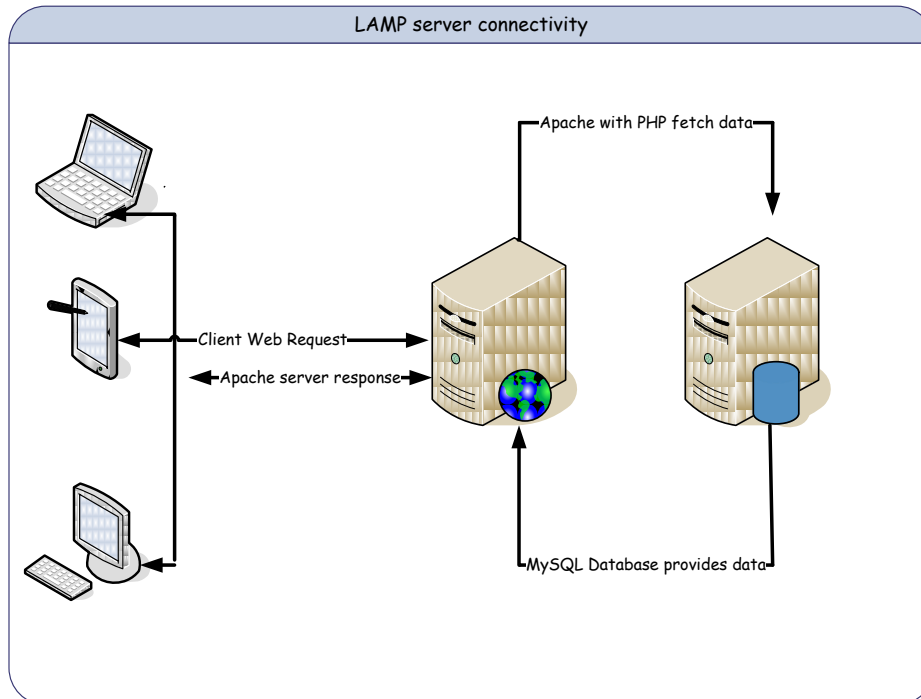 LAMP server connectivity
Apache with PHP fetch data
Client Web Request
Apache server response
MySQL Database provides data